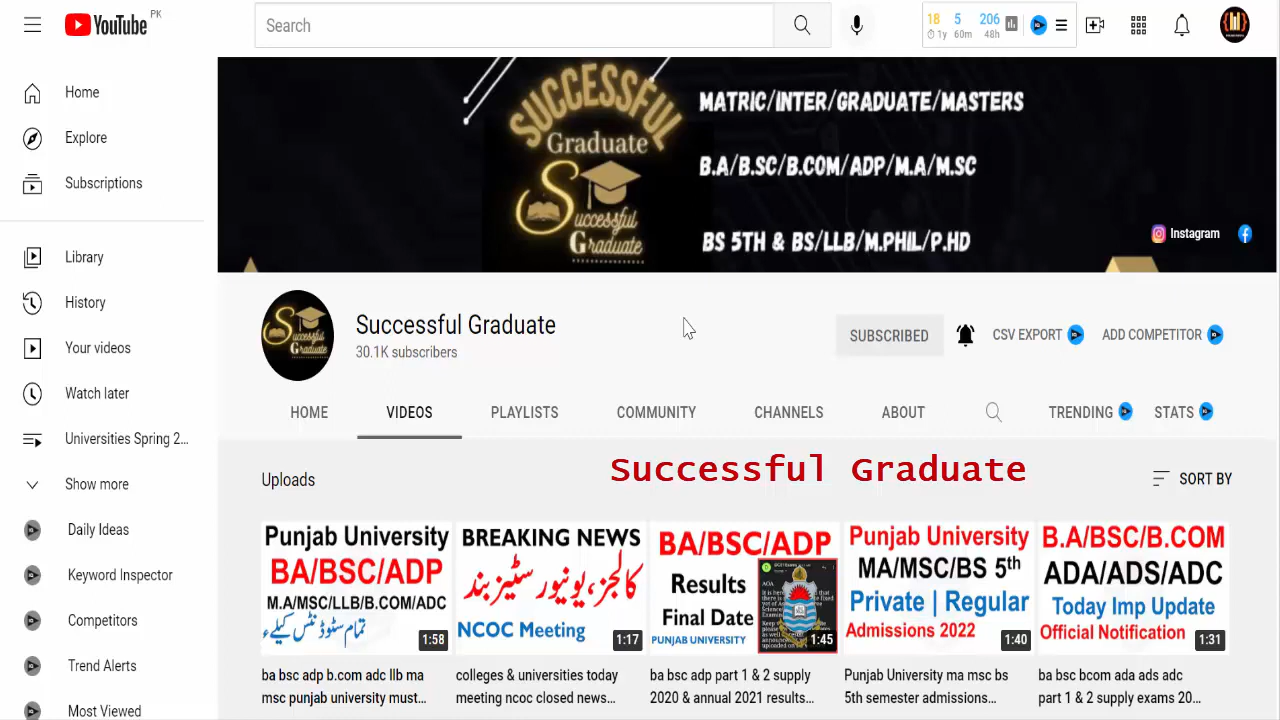 YouTube PK
Search
18 5 206
1y 60m 48h
Home
Explore
Subscriptions
Library
History
Your videos
Watch later
Universities Spring 2...
Show more
Daily Ideas
Keyword Inspector
Competitors
Trend Alerts
Most Viewed
SUCCESSFUL
Graduate
Successful
Graduate
MATRIC/INTER/GRADUATE/MASTERS
B.A/B.SC/B.COM/ADP/M.A/M.SC
BS 5TH & BS/LLB/M.PHIL/P.HD
Instagram
Successful
Graduate
Successful Graduate
30.1K subscribers
SUBSCRIBED
CSV EXPORT
ADD COMPETITOR
HOME
VIDEOS
PLAYLISTS
COMMUNITY
CHANNELS
ABOUT
TRENDING
STATS
Uploads
Successful Graduate
SORT BY
Punjab University
BA/BSC/ADP
M.A/MSC/LLB/B.COM/ADC
تمام سٹوڈنٹس کیلیۓ
1:58
ba bsc adp b.com adc llb ma
msc punjab university must...
BREAKING NEWS
کالجز،یونیورسٹیز بند
NCOC Meeting
1:17
colleges & universities today
meeting ncoc closed news...
BA/BSC/ADP
Results
Final Date
PUNJAB UNIVERSITY
AOA
1:45
ba bsc adp part 1 & 2 supply
2020 & annual 2021 results...
Punjab University
MA/MSC/BS 5th
Private | Regular
Admissions 2022
1:40
Punjab University ma msc bs
5th semester admissions...
B.A/BSC/B.COM
ADA/ADS/ADC
Today Imp Update
Official Notification
1:31
ba bsc bcom ada ads adc
part 1 & 2 supply exams 20...